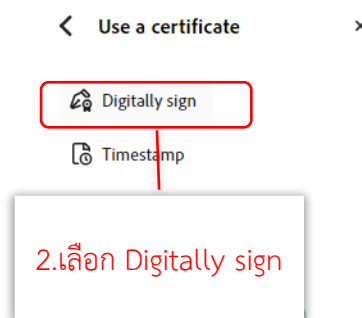 Use a certificate
Digitally sign
Timestamp
2.เลือก Digitally sign